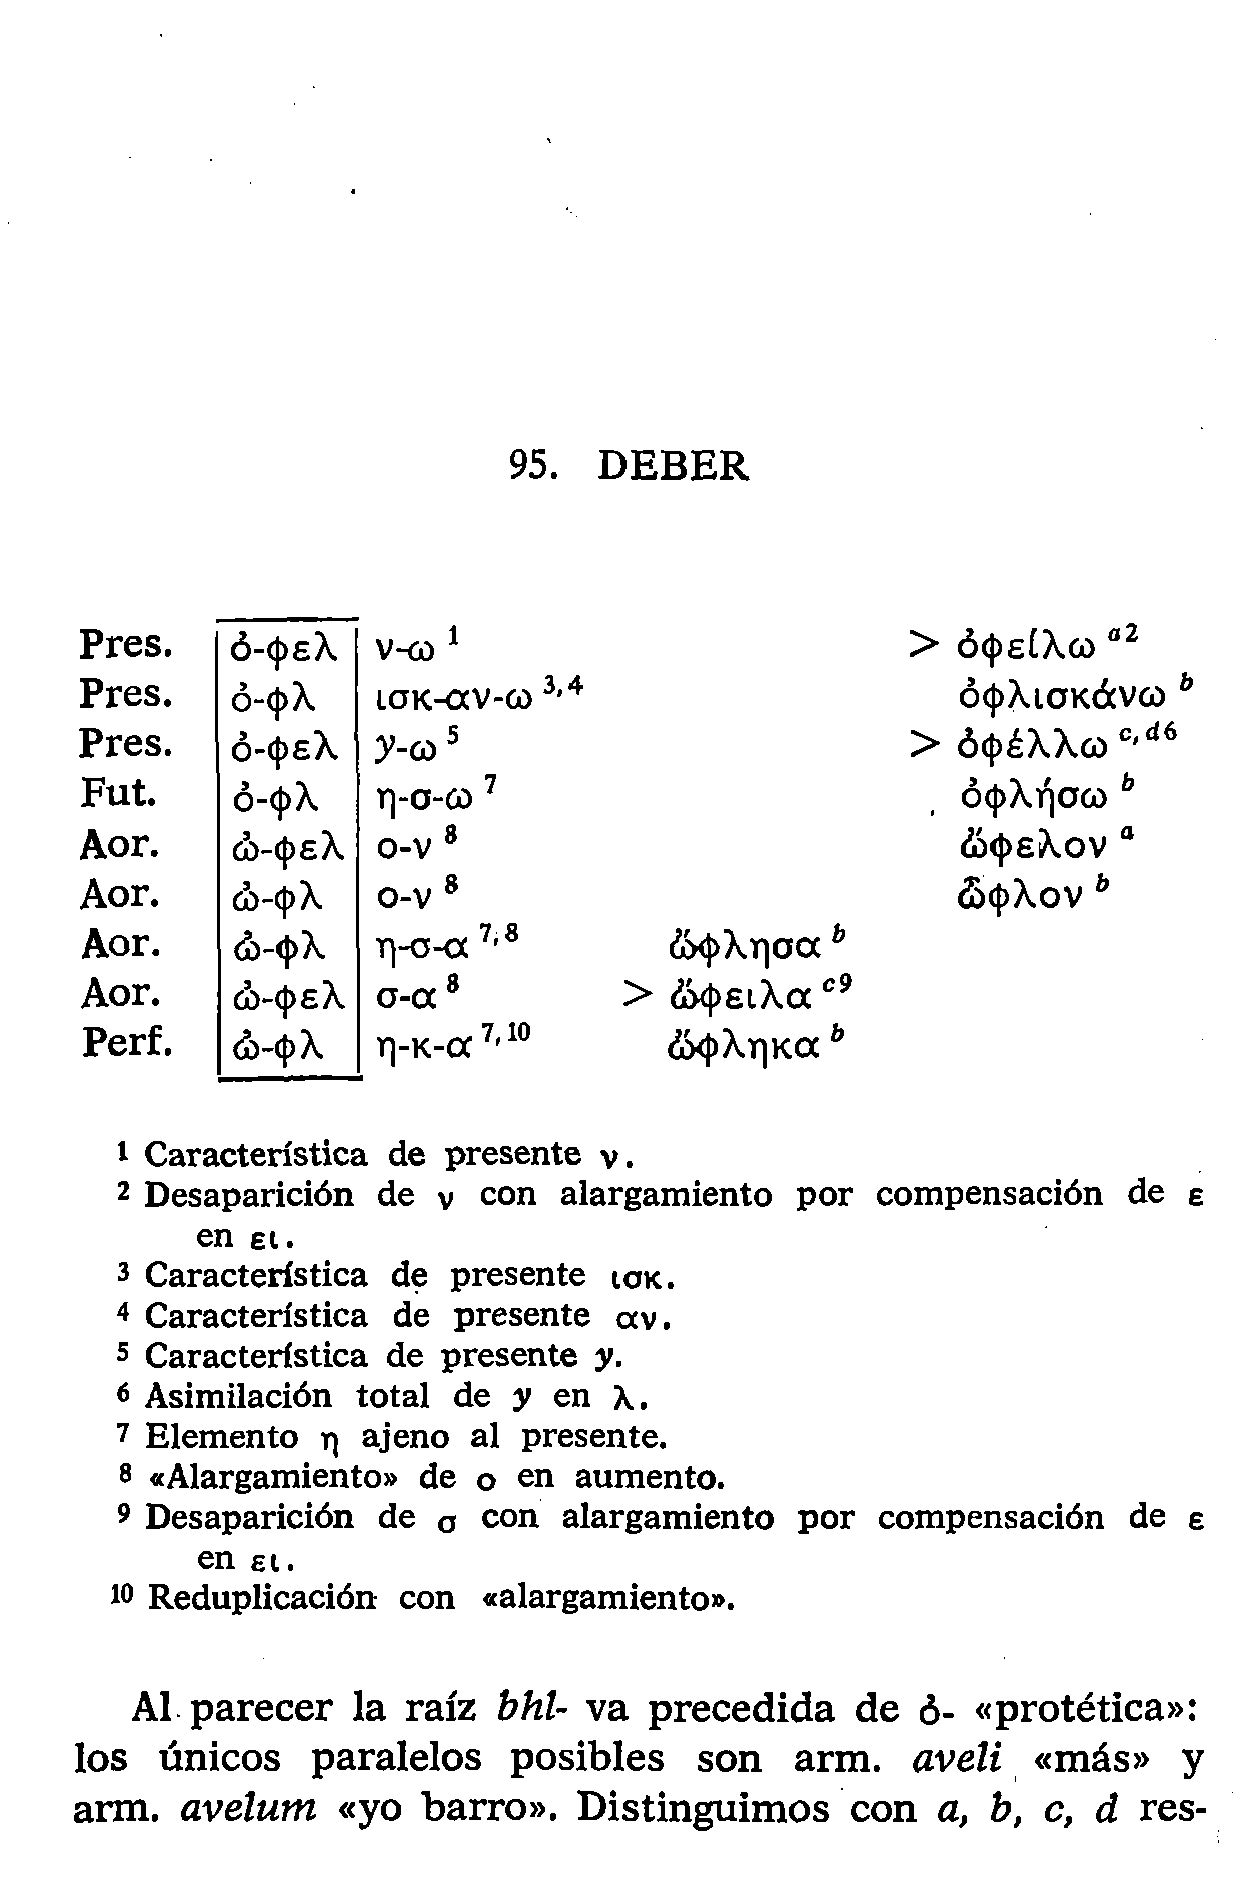 95. DEBER
Pres. ὀ-φελ ν-ω ¹ > ὀφείλω ᵃ²
Pres. ὀ-φλ ισκ-αν-ω ³,⁴ ὀφλισκάνω ᵇ
Pres. ὀ-φελ y-ω ⁵ > ὀφέλλω ᶜ,ᵈ⁶
Fut. ὀ-φλ η-σ-ω ⁷ ὀφλήσω ᵇ
Aor. ὠ-φελ ο-ν ⁸ ὤφελον ᵃ
Aor. ὠ-φλ ο-ν ⁸ ὦφλον ᵇ
Aor. ὠ-φλ η-σ-α ⁷,⁸ ὤφλησα ᵇ
Aor. ὠ-φελ σ-α ⁸ > ὤφειλα ᶜ⁹
Perf. ὠ-φλ η-κ-α ⁷,¹⁰ ὤφληκα ᵇ
¹ Característica de presente ν.
² Desaparición de ν con alargamiento por compensación de ε
en ει.
³ Característica de presente ισκ.
⁴ Característica de presente αν.
⁵ Característica de presente y.
⁶ Asimilación total de y en λ.
⁷ Elemento η ajeno al presente.
⁸ «Alargamiento» de ο en aumento.
⁹ Desaparición de σ con alargamiento por compensación de ε
en ει.
¹⁰ Reduplicación con «alargamiento».
Al parecer la raíz bhl- va precedida de ὀ- «protética»:
los únicos paralelos posibles son arm. aveli «más» y
arm. avelum «yo barro». Distinguimos con a, b, c, d res-